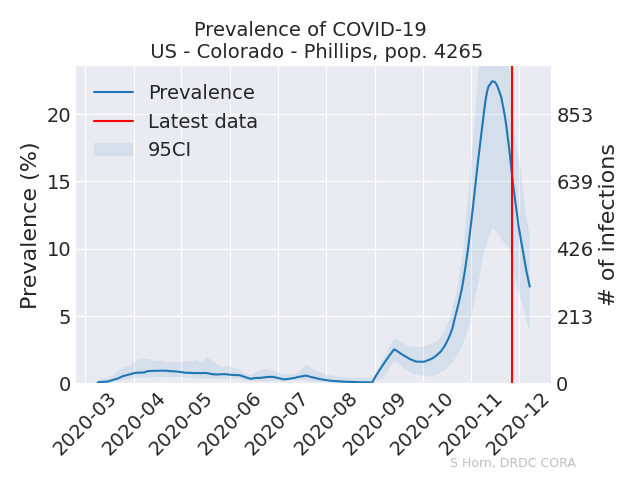 Prevalence of COVID-19
US - Colorado - Phillips, pop. 4265
Prevalence
Latest data
95CI
Prevalence (%)
20
15
10
5
0
# of infections
853
639
426
213
0
2020-03
2020-04
2020-05
2020-06
2020-07
2020-08
2020-09
2020-10
2020-11
2020-12
S Horn, DRDC CORA